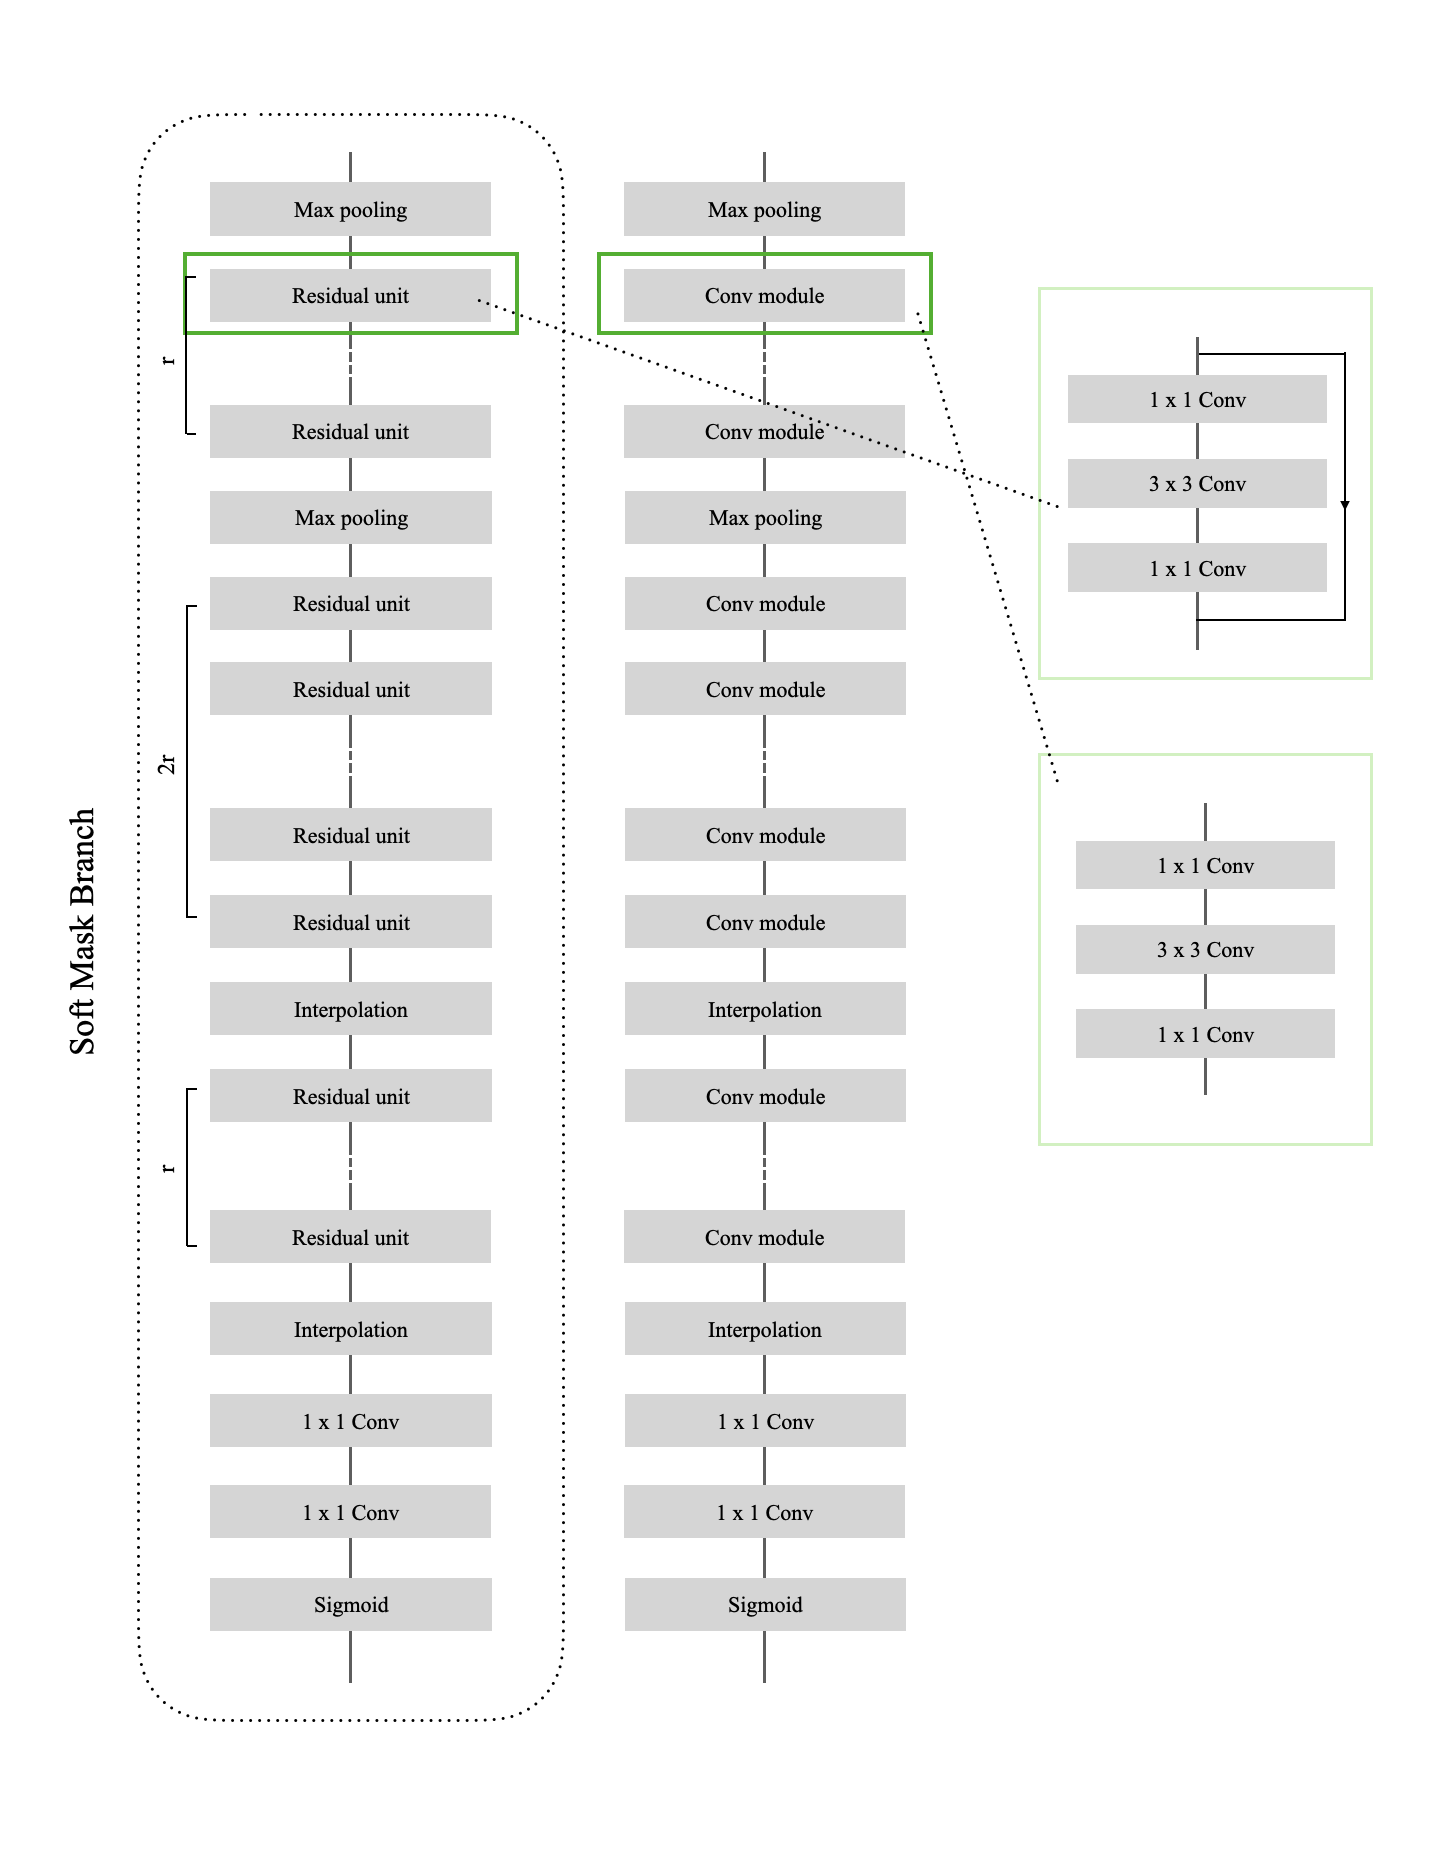 Soft Mask Branch
Max pooling
Residual unit
r
Residual unit
Max pooling
Residual unit
Residual unit
2r
Residual unit
Residual unit
Interpolation
Residual unit
r
Residual unit
Interpolation
1 x 1 Conv
1 x 1 Conv
Sigmoid
Max pooling
Conv module
Conv module
Max pooling
Conv module
Conv module
Conv module
Conv module
Interpolation
Conv module
Conv module
Interpolation
1 x 1 Conv
1 x 1 Conv
Sigmoid
1 x 1 Conv
3 x 3 Conv
1 x 1 Conv
1 x 1 Conv
3 x 3 Conv
1 x 1 Conv